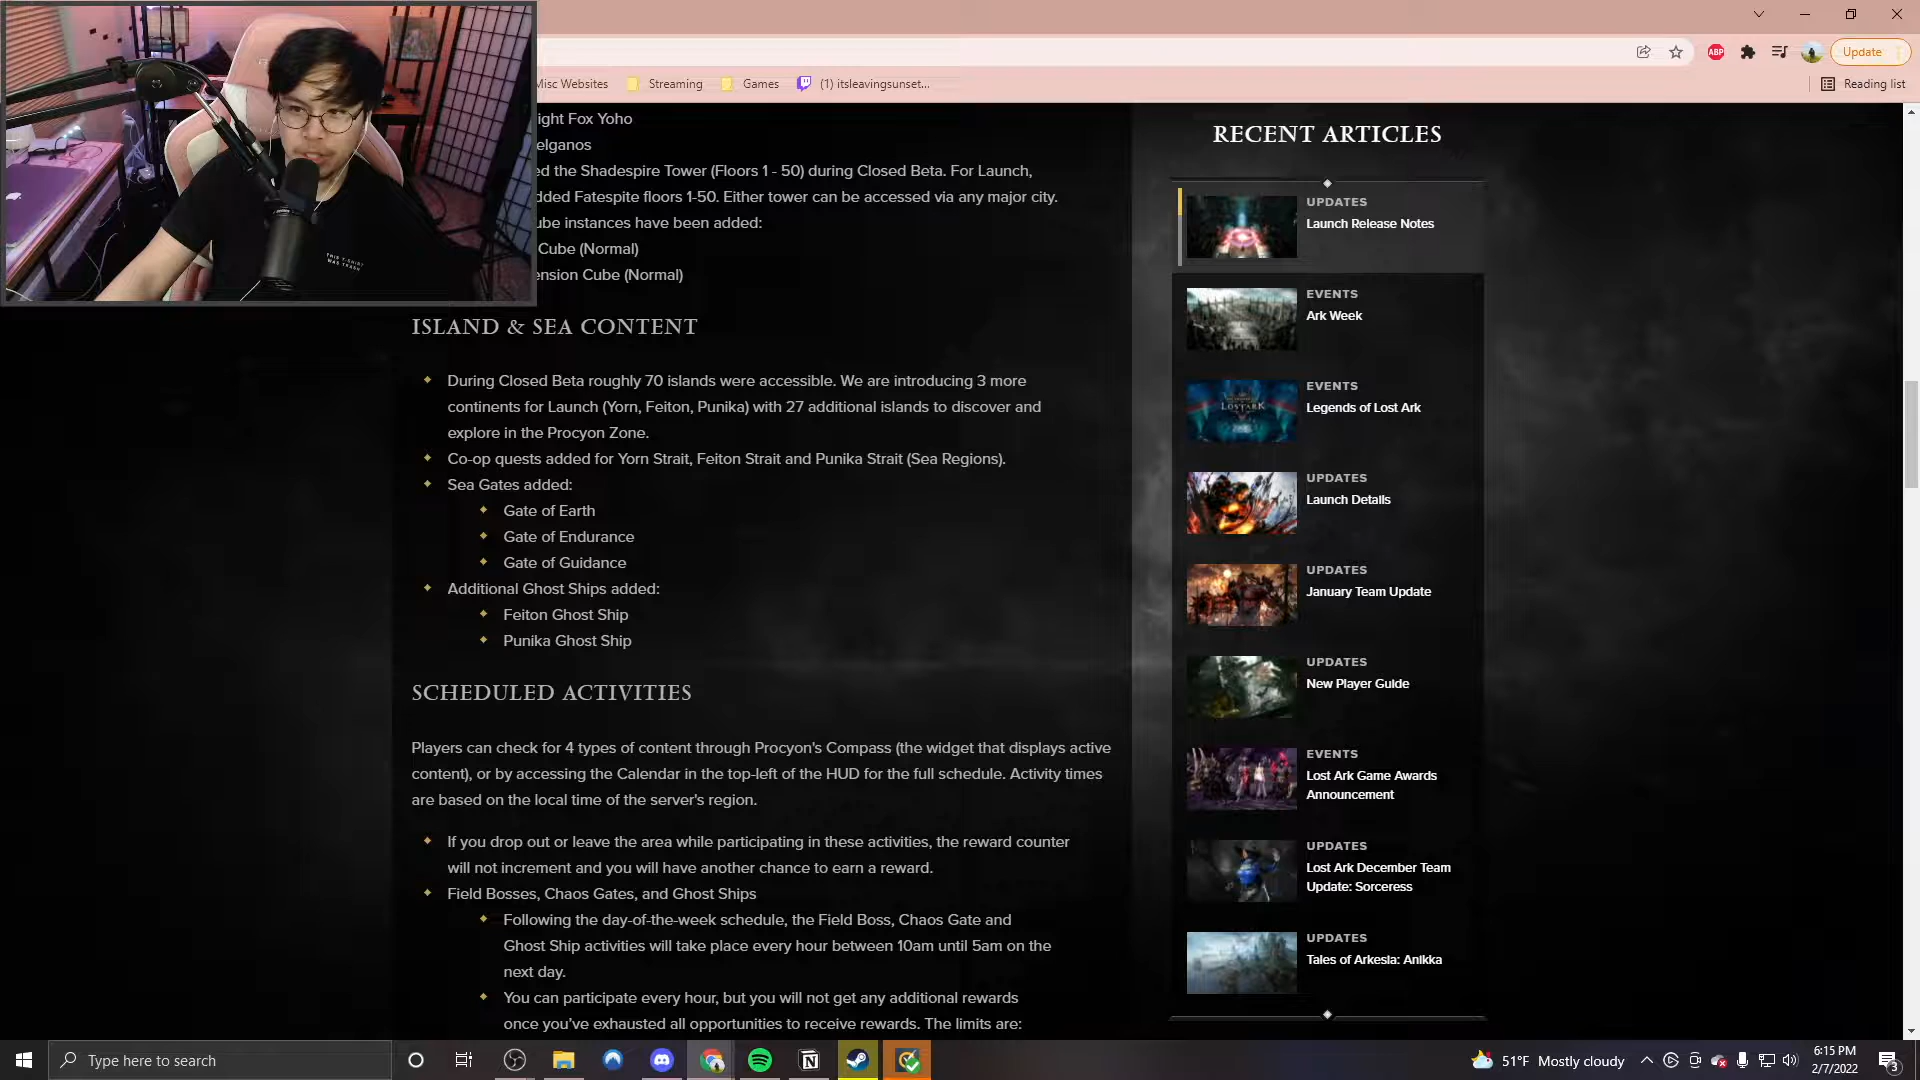 THIS T-SHIRT
WAS TRASH
Update
Misc Websites
Streaming
Games
(1) itsleavingsunset...
Reading list
ight Fox Yoho
elganos
ed the Shadespire Tower (Floors 1 - 50) during Closed Beta. For Launch,
dded Fatespite floors 1-50. Either tower can be accessed via any major city.
ube instances have been added:
Cube (Normal)
ension Cube (Normal)
ISLAND & SEA CONTENT
During Closed Beta roughly 70 islands were accessible. We are introducing 3 more
continents for Launch (Yorn, Feiton, Punika) with 27 additional islands to discover and
explore in the Procyon Zone.
Co-op quests added for Yorn Strait, Feiton Strait and Punika Strait (Sea Regions).
Sea Gates added:
Gate of Earth
Gate of Endurance
Gate of Guidance
Additional Ghost Ships added:
Feiton Ghost Ship
Punika Ghost Ship
SCHEDULED ACTIVITIES
Players can check for 4 types of content through Procyon's Compass (the widget that displays active
content), or by accessing the Calendar in the top-left of the HUD for the full schedule. Activity times
are based on the local time of the server's region.
If you drop out or leave the area while participating in these activities, the reward counter
will not increment and you will have another chance to earn a reward.
Field Bosses, Chaos Gates, and Ghost Ships
Following the day-of-the-week schedule, the Field Boss, Chaos Gate and
Ghost Ship activities will take place every hour between 10am until 5am on the
next day.
You can participate every hour, but you will not get any additional rewards
once you've exhausted all opportunities to receive rewards. The limits are:
RECENT ARTICLES
UPDATES
Launch Release Notes
EVENTS
Ark Week
EVENTS
Legends of Lost Ark
LOST ARK
UPDATES
Launch Details
UPDATES
January Team Update
UPDATES
New Player Guide
EVENTS
Lost Ark Game Awards
Announcement
UPDATES
Lost Ark December Team
Update: Sorceress
UPDATES
Tales of Arkesia: Anikka
Type here to search
51°F Mostly cloudy
6:15 PM
2/7/2022
3
ABP